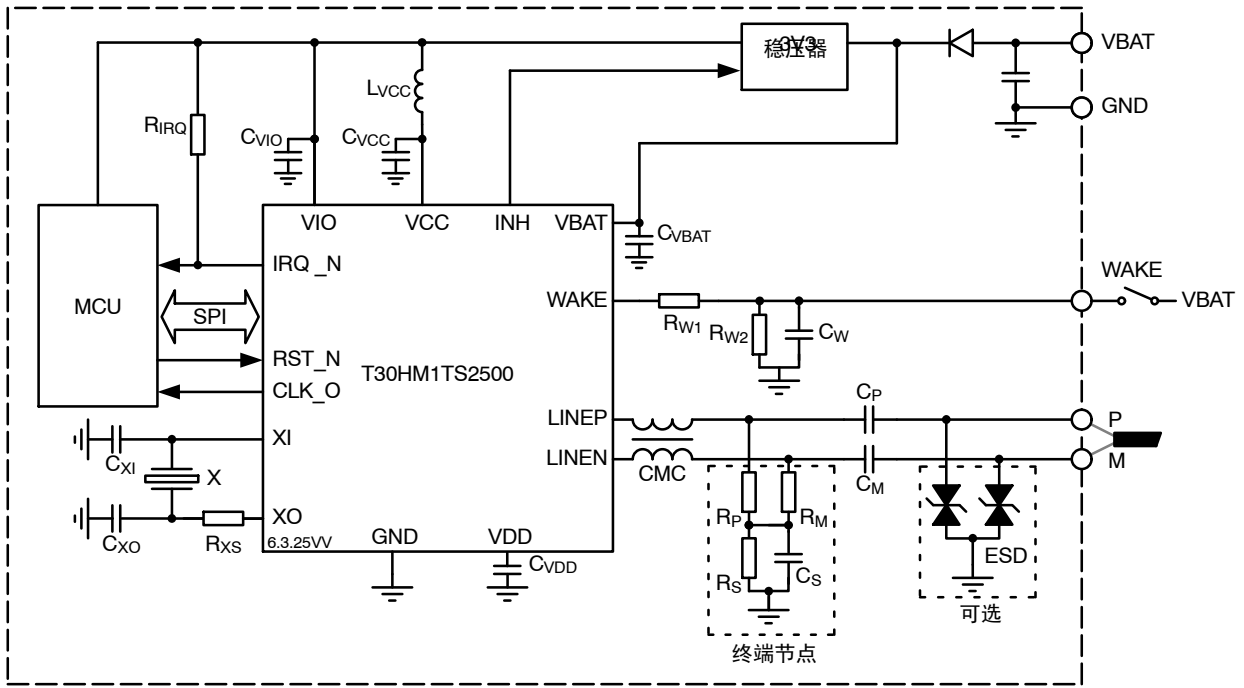 3V3
稳压器
VBAT
GND
LVCC
RIRQ
CVIO
CVCC
VIO
VCC
INH
VBAT
CVBAT
IRQ _N
MCU
SPI
WAKE
RW1
RW2
CW
WAKE
VBAT
RST_N
CLK_O
T30HM1TS2500
LINEP
LINEN
CMC
CP
CM
P
M
XI
CXI
X
XO
CXO
RXS
6.3.25VV
GND
VDD
CVDD
RP
RM
RS
CS
ESD
可选
终端节点